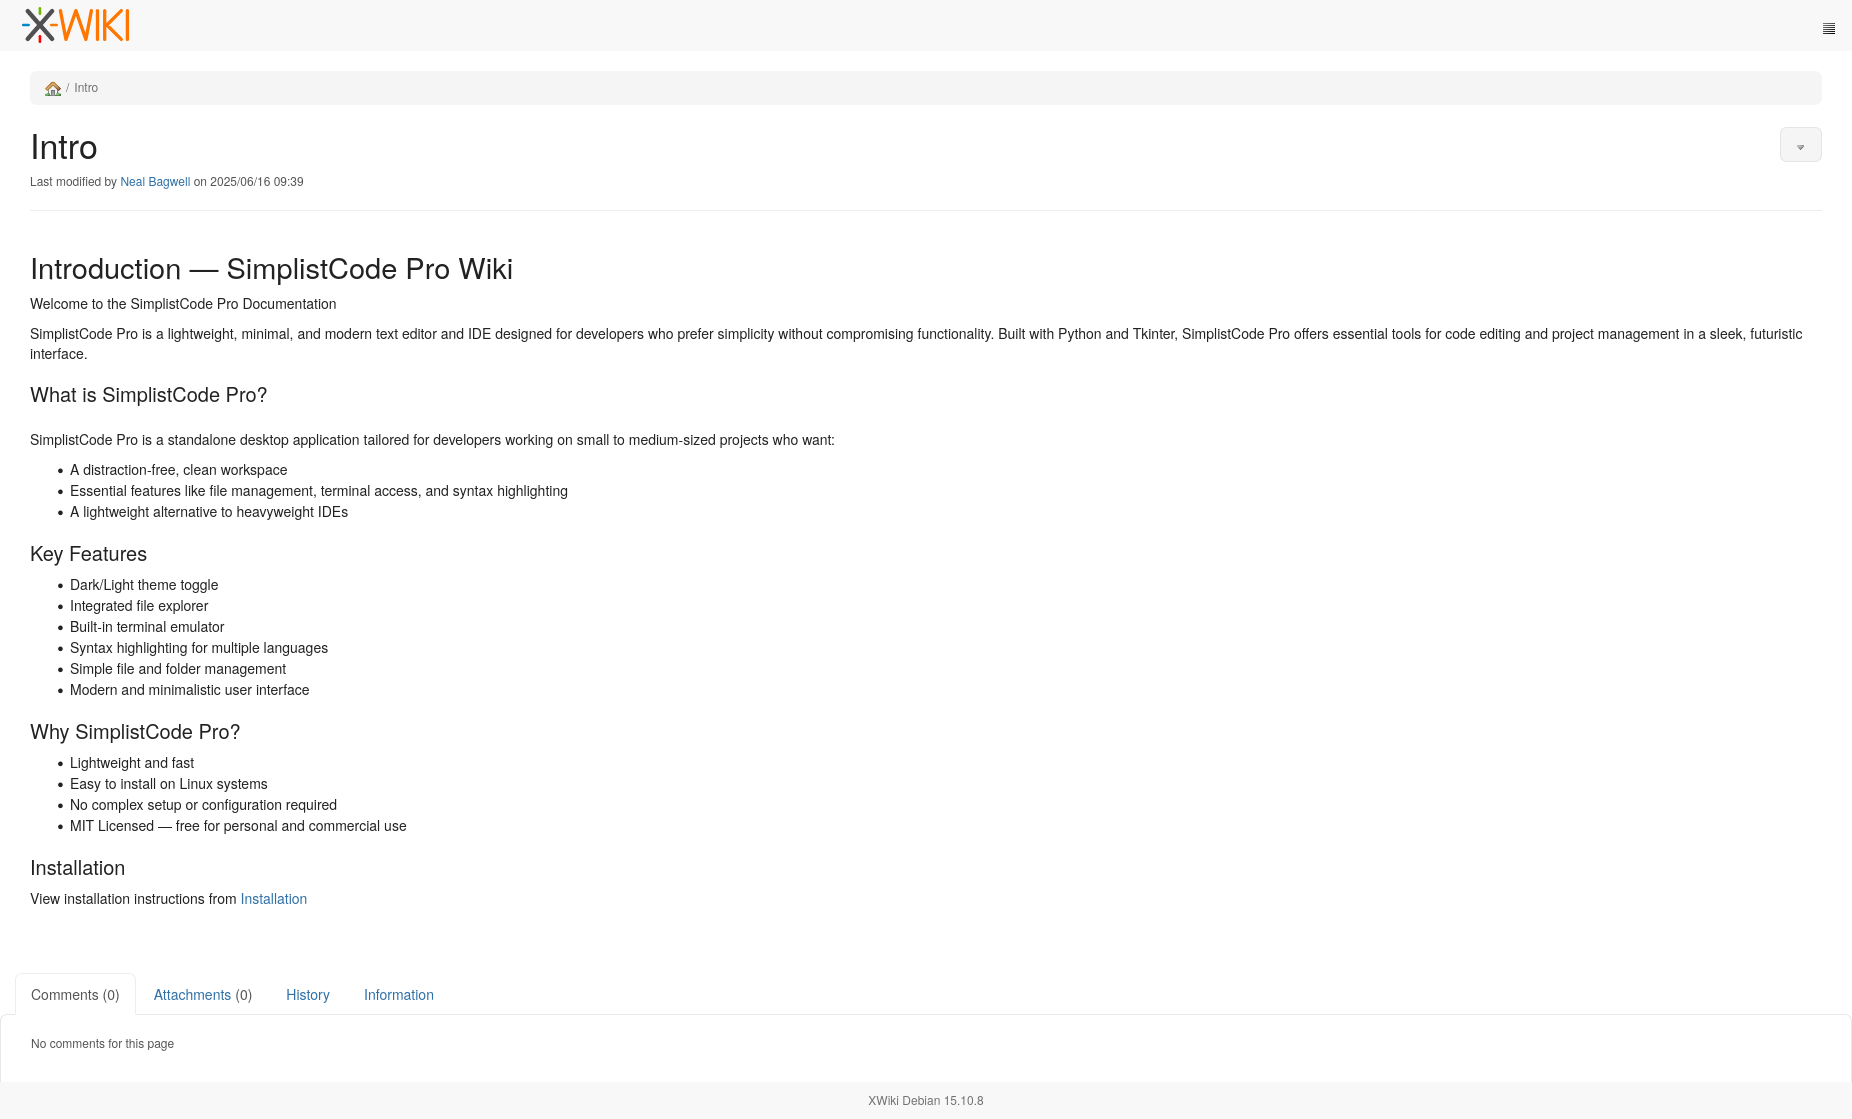 XWIKI
/ Intro
Intro
Last modified by Neal Bagwell on 2025/06/16 09:39
Introduction — SimplistCode Pro Wiki
Welcome to the SimplistCode Pro Documentation
SimplistCode Pro is a lightweight, minimal, and modern text editor and IDE designed for developers who prefer simplicity without compromising functionality. Built with Python and Tkinter, SimplistCode Pro offers essential tools for code editing and project management in a sleek, futuristic
interface.
What is SimplistCode Pro?
SimplistCode Pro is a standalone desktop application tailored for developers working on small to medium-sized projects who want:
• A distraction-free, clean workspace
• Essential features like file management, terminal access, and syntax highlighting
• A lightweight alternative to heavyweight IDEs
Key Features
• Dark/Light theme toggle
• Integrated file explorer
• Built-in terminal emulator
• Syntax highlighting for multiple languages
• Simple file and folder management
• Modern and minimalistic user interface
Why SimplistCode Pro?
• Lightweight and fast
• Easy to install on Linux systems
• No complex setup or configuration required
• MIT Licensed — free for personal and commercial use
Installation
View installation instructions from Installation
Comments (0) Attachments (0) History Information
No comments for this page
XWiki Debian 15.10.8